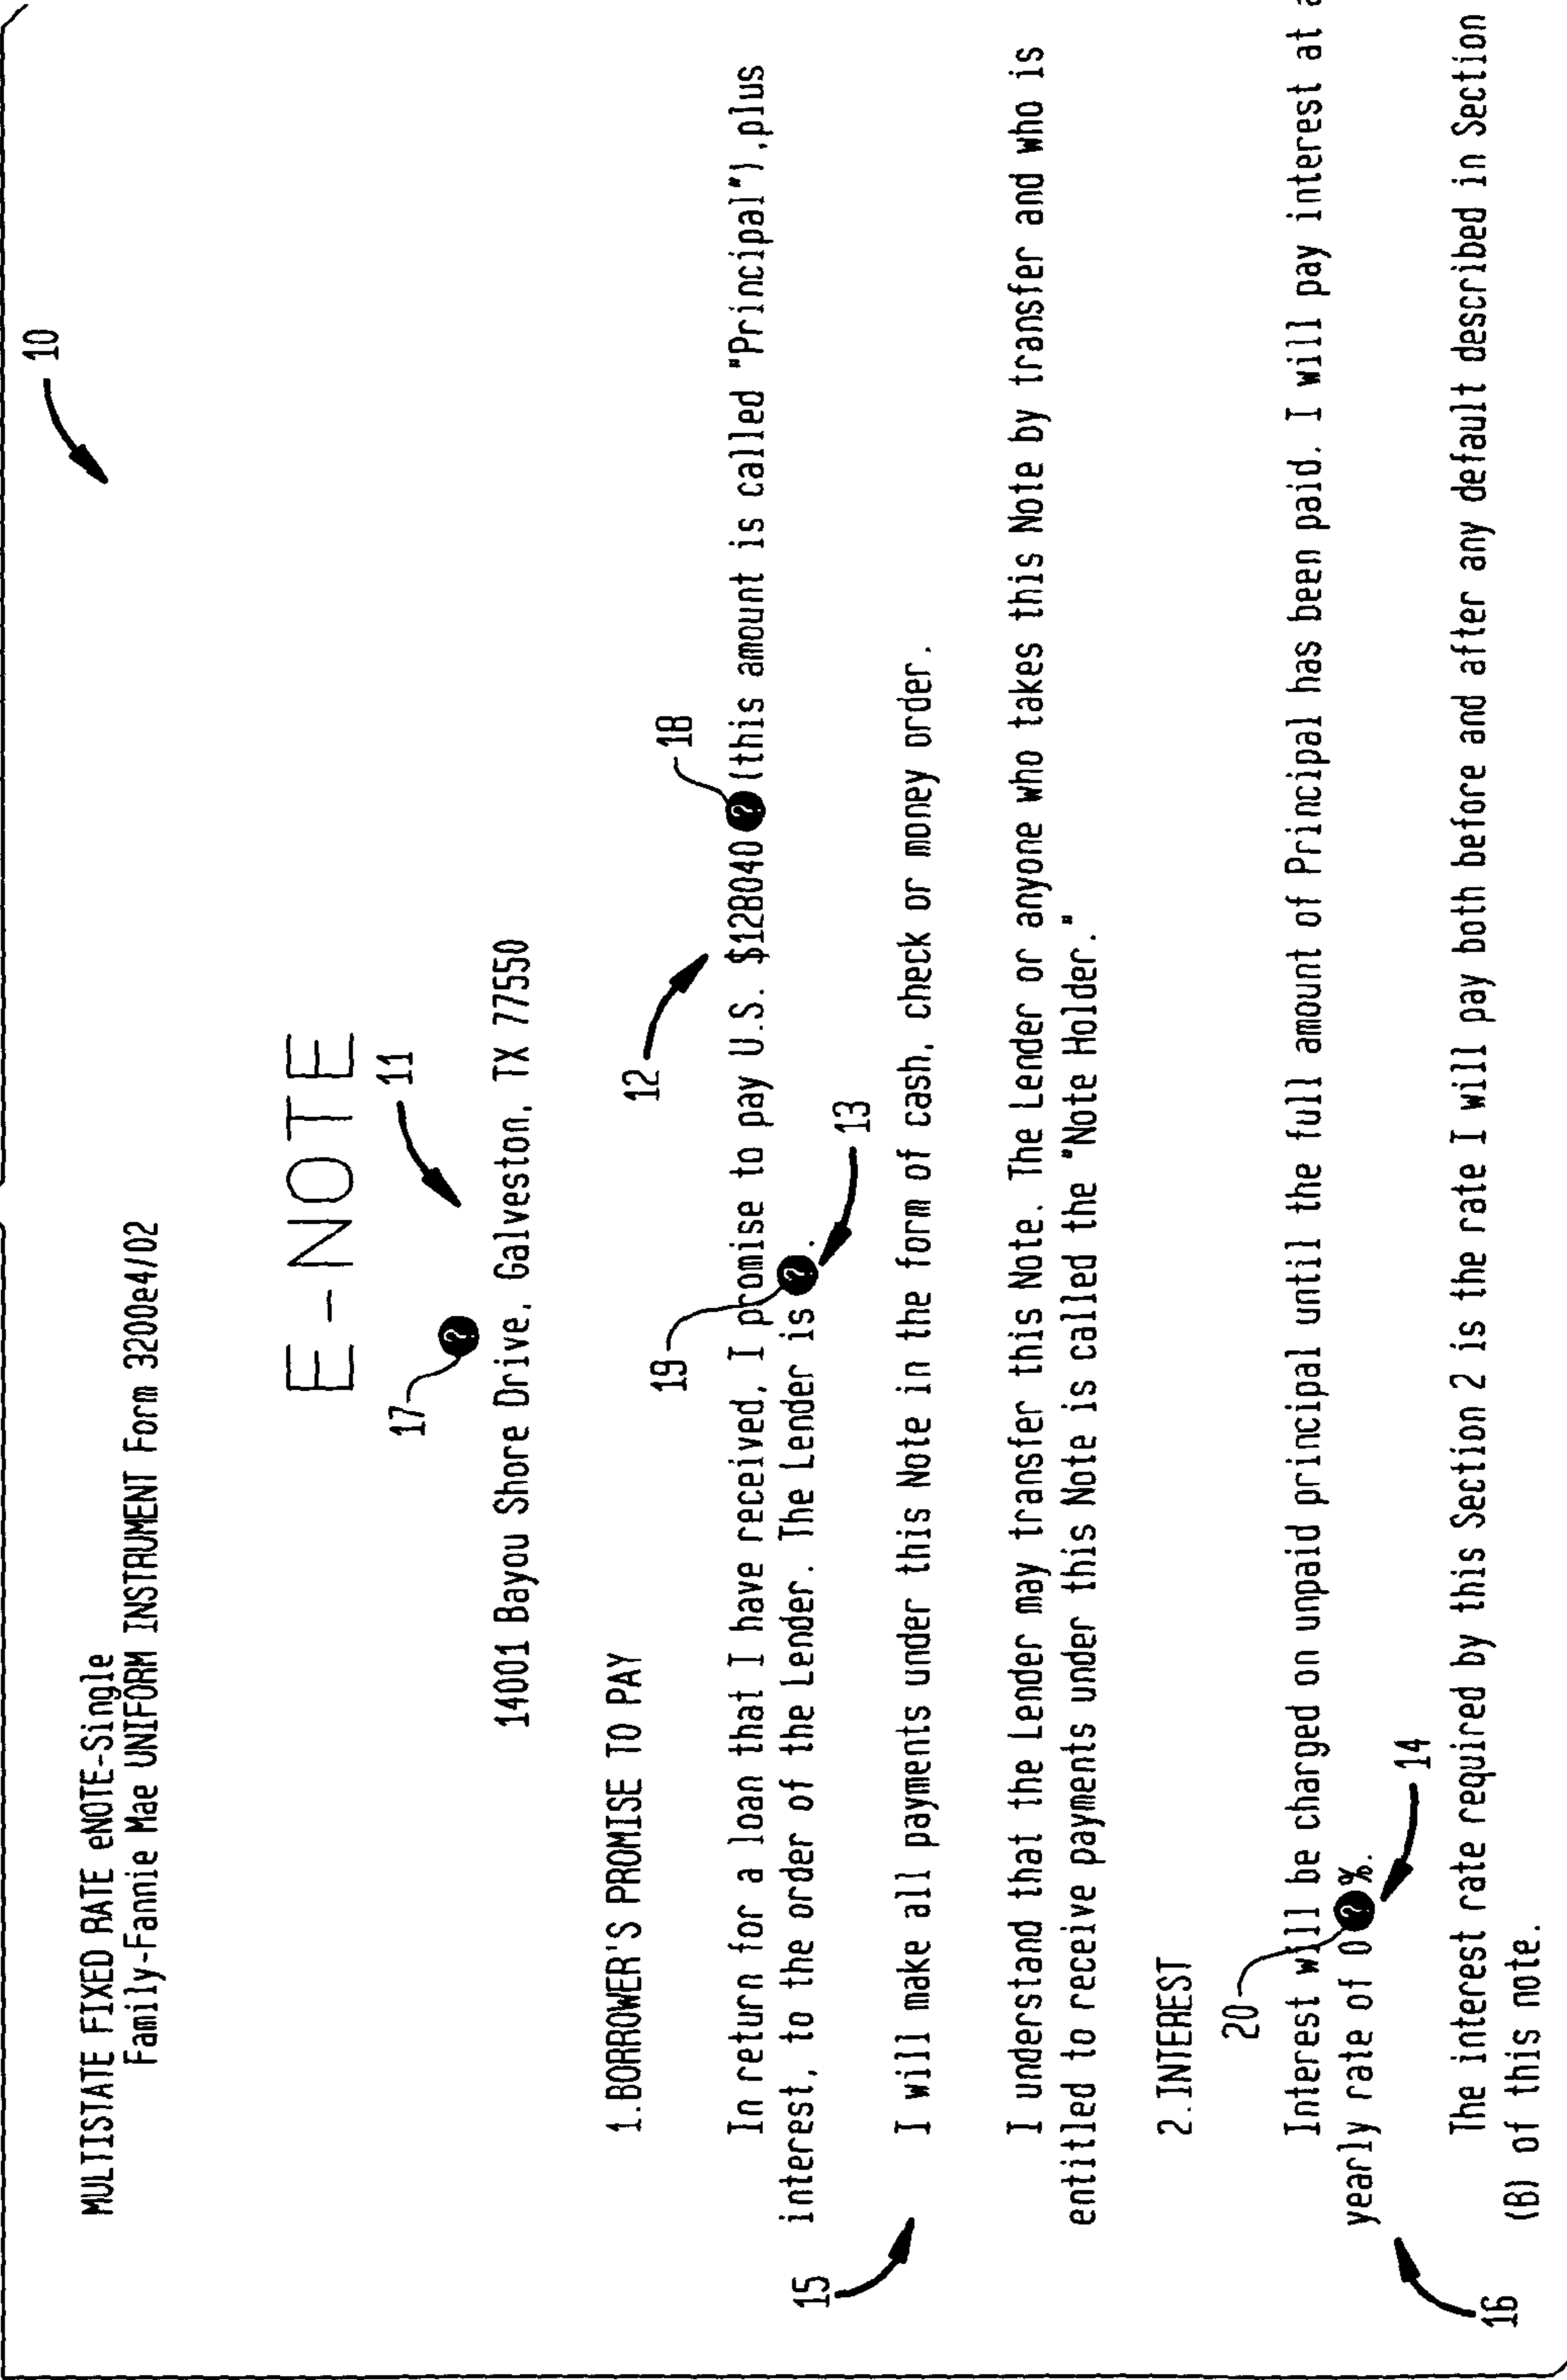 10
MULTISTATE FIXED RATE eNOTE-Single
Family-Fannie Mae UNIFORM INSTRUMENT Form 3200e4/02
E-NOTE
17
?
11
14001 Bayou Shore Drive, Galveston, TX 77550
1.BORROWER'S PROMISE TO PAY
19
12
18
In return for a loan that I have received, I promise to pay U.S. $128040 ? (this amount is called "Principal"),plus
interest, to the order of the Lender. The Lender is ? .
13
15
I will make all payments under this Note in the form of cash, check or money order.
I understand that the Lender may transfer this Note. The Lender or anyone who takes this Note by transfer and who is
entitled to receive payments under this Note is called the "Note Holder."
2.INTEREST
20
Interest will be charged on unpaid principal until the full amount of Principal has been paid. I will pay interest at a
yearly rate of 0 ? %.
14
16
The interest rate required by this Section 2 is the rate I will pay both before and after any default described in Section
(B) of this note.